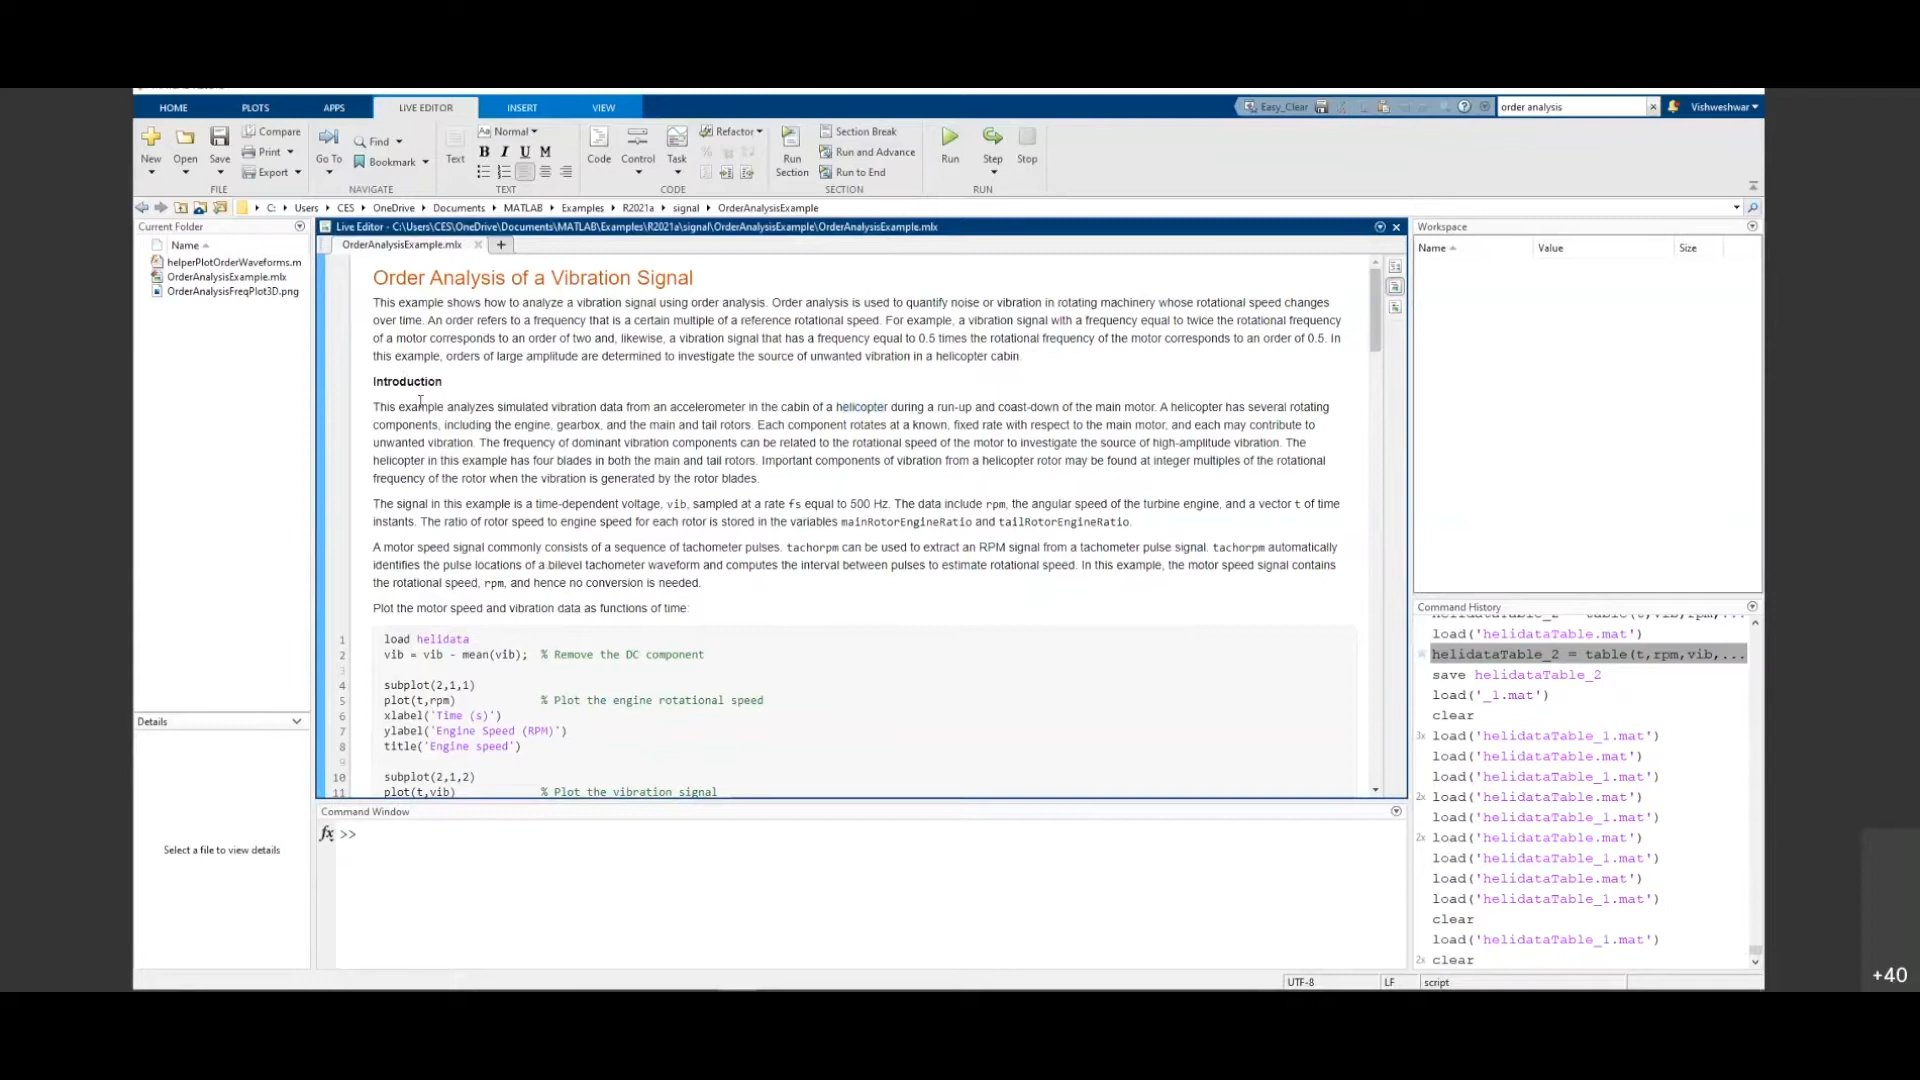 HOME PLOTS APPS LIVE EDITOR INSERT VIEW
Easy_Clear
order analysis
Vishweshwar
New Open Save
Compare
Print
Export
FILE
Go To
Find
Bookmark
NAVIGATE
Text
Aa Normal
B I U M
TEXT
Code Control Task
Refactor
CODE
Run Section
Section Break
Run and Advance
Run to End
SECTION
Run Step Stop
RUN
C: Users CES OneDrive Documents MATLAB Examples R2021a signal OrderAnalysisExample
Current Folder
Name
helperPlotOrderWaveforms.m
OrderAnalysisExample.mlx
OrderAnalysisFreqPlot3D.png
Details
Select a file to view details
Live Editor - C:\Users\CES\OneDrive\Documents\MATLAB\Examples\R2021a\signal\OrderAnalysisExample\OrderAnalysisExample.mlx
OrderAnalysisExample.mlx
Order Analysis of a Vibration Signal
This example shows how to analyze a vibration signal using order analysis. Order analysis is used to quantify noise or vibration in rotating machinery whose rotational speed changes
over time. An order refers to a frequency that is a certain multiple of a reference rotational speed. For example, a vibration signal with a frequency equal to twice the rotational frequency
of a motor corresponds to an order of two and, likewise, a vibration signal that has a frequency equal to 0.5 times the rotational frequency of the motor corresponds to an order of 0.5. In
this example, orders of large amplitude are determined to investigate the source of unwanted vibration in a helicopter cabin.
Introduction
This example analyzes simulated vibration data from an accelerometer in the cabin of a helicopter during a run-up and coast-down of the main motor. A helicopter has several rotating
components, including the engine, gearbox, and the main and tail rotors. Each component rotates at a known, fixed rate with respect to the main motor, and each may contribute to
unwanted vibration. The frequency of dominant vibration components can be related to the rotational speed of the motor to investigate the source of high-amplitude vibration. The
helicopter in this example has four blades in both the main and tail rotors. Important components of vibration from a helicopter rotor may be found at integer multiples of the rotational
frequency of the rotor when the vibration is generated by the rotor blades.
The signal in this example is a time-dependent voltage, vib, sampled at a rate fs equal to 500 Hz. The data include rpm, the angular speed of the turbine engine, and a vector t of time
instants. The ratio of rotor speed to engine speed for each rotor is stored in the variables mainRotorEngineRatio and tailRotorEngineRatio.
A motor speed signal commonly consists of a sequence of tachometer pulses. tachorpm can be used to extract an RPM signal from a tachometer pulse signal. tachorpm automatically
identifies the pulse locations of a bilevel tachometer waveform and computes the interval between pulses to estimate rotational speed. In this example, the motor speed signal contains
the rotational speed, rpm, and hence no conversion is needed.
Plot the motor speed and vibration data as functions of time:
1 load helidata
2 vib = vib - mean(vib); % Remove the DC component
3
4 subplot(2,1,1)
5 plot(t,rpm) % Plot the engine rotational speed
6 xlabel('Time (s)')
7 ylabel('Engine Speed (RPM)')
8 title('Engine speed')
9
10 subplot(2,1,2)
11 plot(t,vib) % Plot the vibration signal
Command Window
fx >>
Workspace
Name Value Size
Command History
helidataTable_2 = table(t,vib,rpm,...
load('helidataTable.mat')
helidataTable_2 = table(t,rpm,vib,...
save helidataTable_2
load('_1.mat')
clear
3x load('helidataTable_1.mat')
load('helidataTable.mat')
load('helidataTable_1.mat')
2x load('helidataTable.mat')
load('helidataTable_1.mat')
2x load('helidataTable.mat')
load('helidataTable_1.mat')
load('helidataTable.mat')
load('helidataTable_1.mat')
clear
load('helidataTable_1.mat')
2x clear
UTF-8 LF script
+40